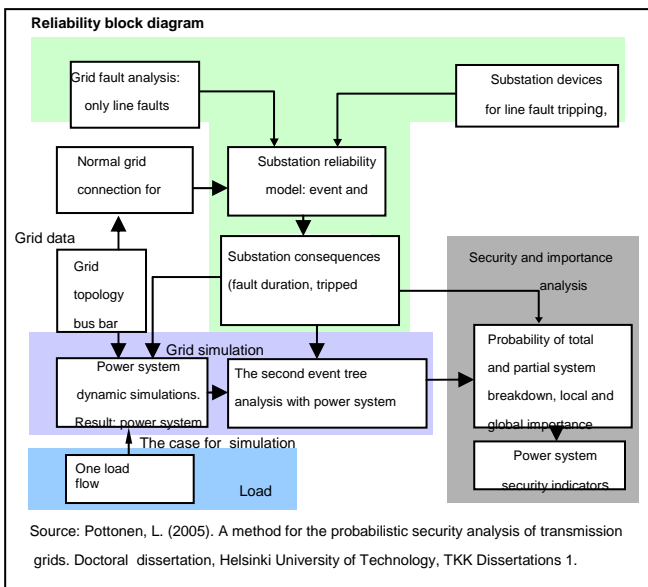 Reliability block diagram
Grid fault analysis:
only line faults
Substation devices
for line fault tripping,
Normal grid
connection for
Substation reliability
model: event and
Grid data
Grid
topology
bus bar
Substation consequences
(fault duration, tripped
Security and importance
analysis
Grid simulation
Power system
dynamic simulations.
Result: power system
The second event tree
analysis with power system
Probability of total
and partial system
breakdown, local and
global importance
The case for simulation
One load
flow
Load
Power system
security indicators
Source: Pottonen, L. (2005). A method for the probabilistic security analysis of transmission
grids. Doctoral dissertation, Helsinki University of Technology, TKK Dissertations 1.